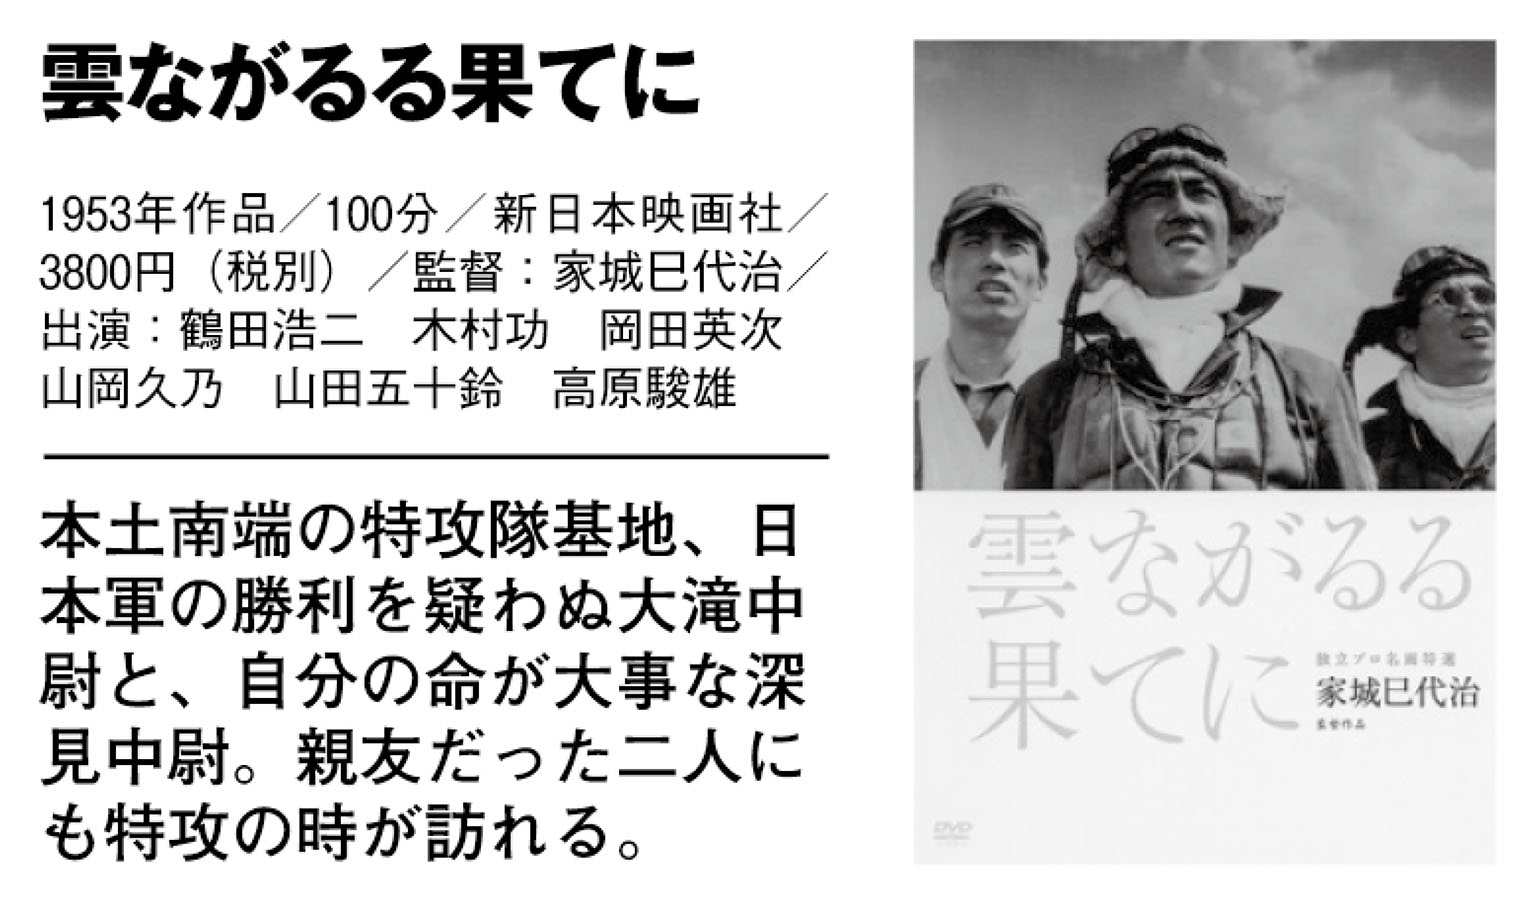 雲ながるる果てに
1953年作品／100分／新日本映画社／
3800円（税別）／監督：家城巳代治／
出演：鶴田浩二　木村功　岡田英次
山岡久乃　山田五十鈴　高原駿雄
本土南端の特攻隊基地、日
本軍の勝利を疑わぬ大滝中
尉と、自分の命が大事な深
見中尉。親友だった二人に
も特攻の時が訪れる。
雲ながるる
果てに
独立プロ名画特選
家城巳代治
監督作品
DVD